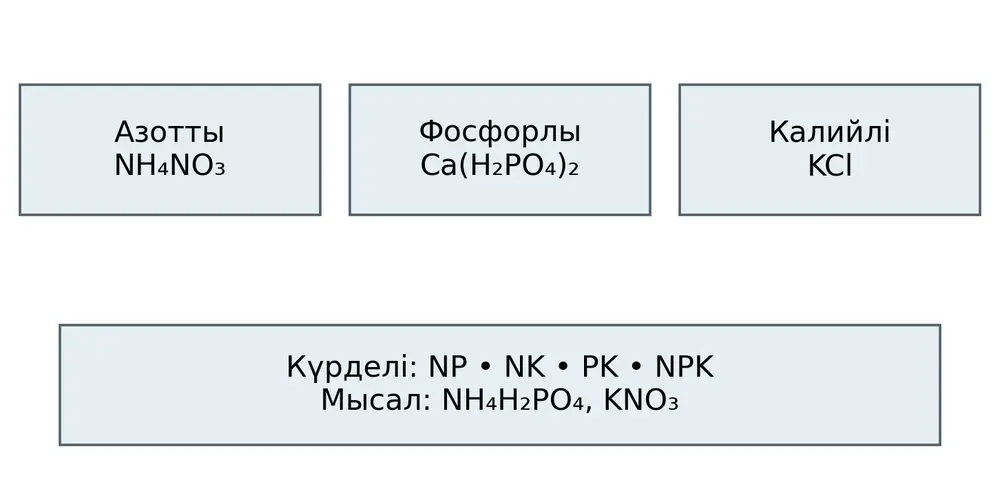 Азотты
NH₄NO₃
Фосфорлы
Ca(H₂PO₄)₂
Калийлі
KCl
Күрделі: NP • NK • PK • NPK
Мысал: NH₄H₂PO₄, KNO₃